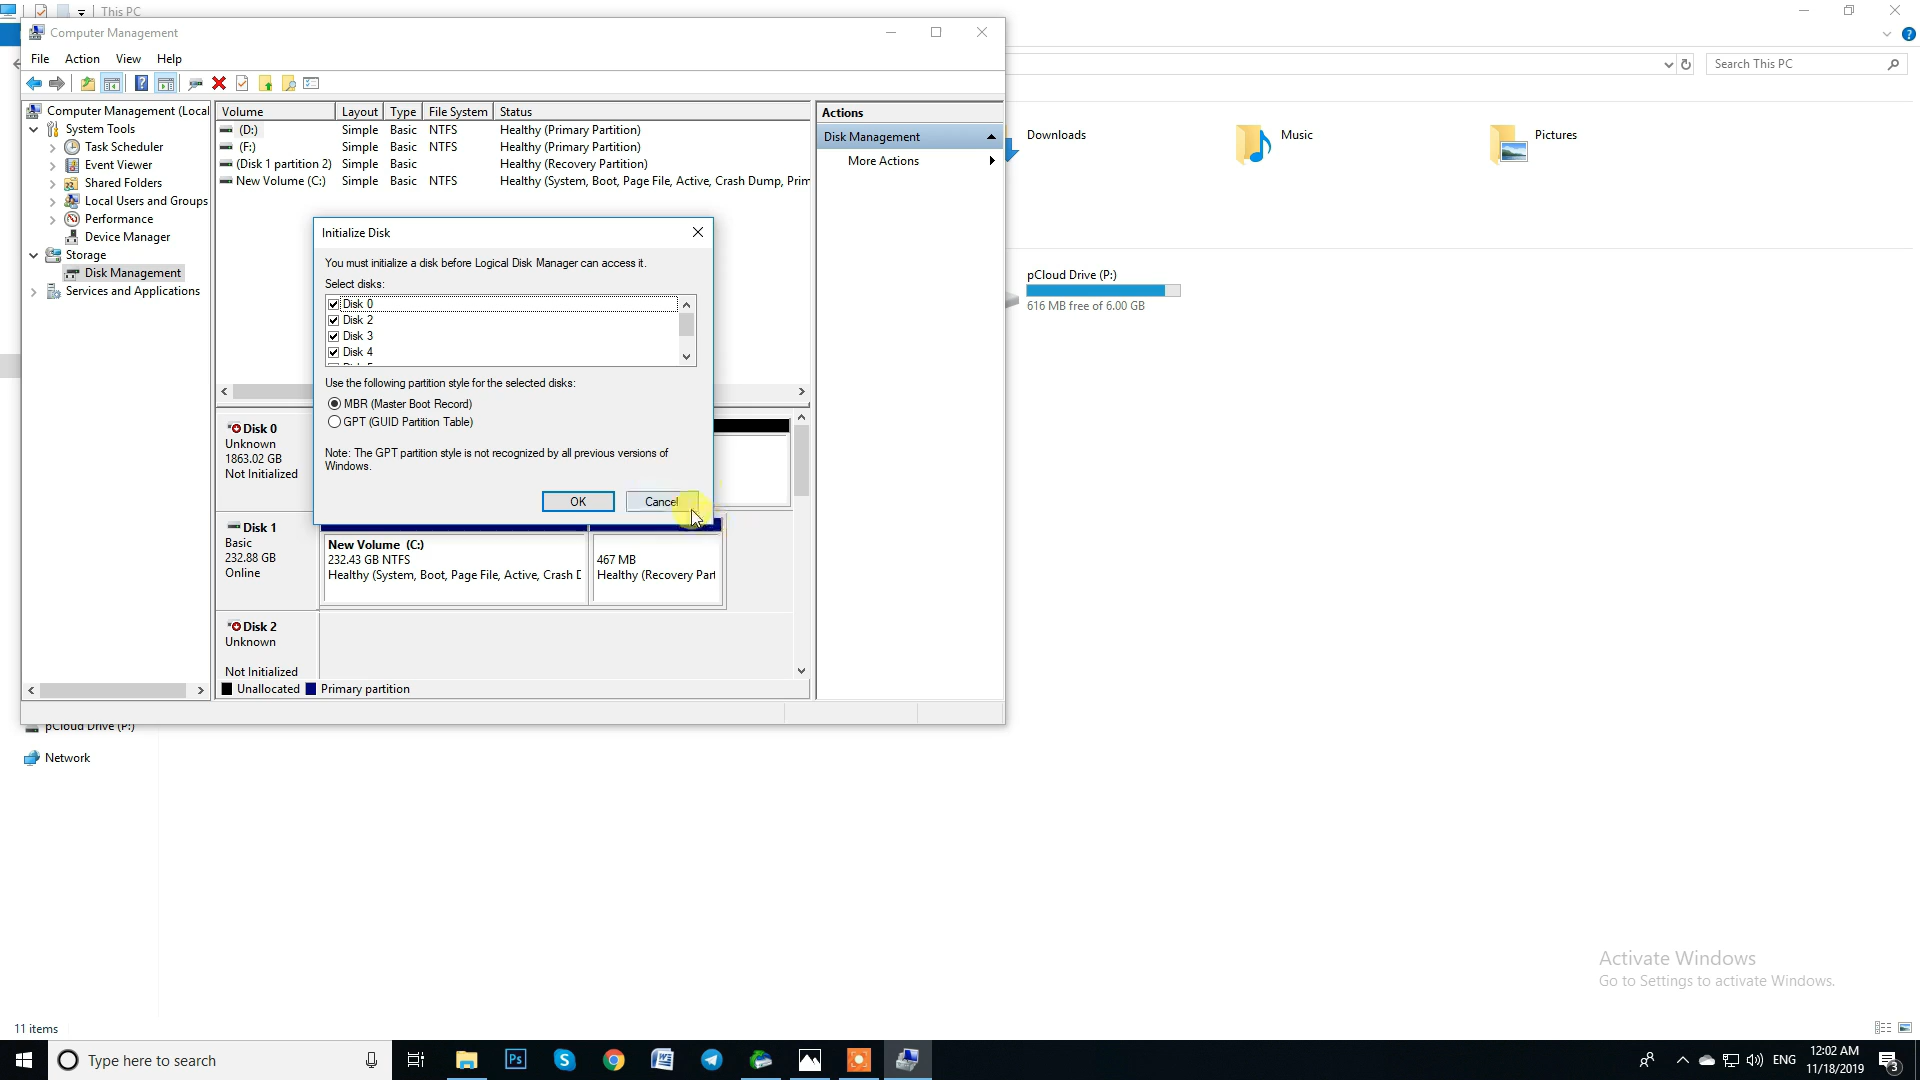 This PC
Computer Management
File Action View Help
Search This PC
Computer Management (Local
System Tools
Task Scheduler
Event Viewer
Shared Folders
Local Users and Groups
Performance
Device Manager
Storage
Disk Management
Services and Applications
Volume Layout Type File System Status
(D:) Simple Basic NTFS Healthy (Primary Partition)
(F:) Simple Basic NTFS Healthy (Primary Partition)
(Disk 1 partition 2) Simple Basic Healthy (Recovery Partition)
New Volume (C:) Simple Basic NTFS Healthy (System, Boot, Page File, Active, Crash Dump, Prim
Actions
Disk Management
More Actions
Downloads
Music
Pictures
pCloud Drive (P:)
616 MB free of 6.00 GB
Initialize Disk
You must initialize a disk before Logical Disk Manager can access it.
Select disks:
Disk 0
Disk 2
Disk 3
Disk 4
Use the following partition style for the selected disks:
MBR (Master Boot Record)
GPT (GUID Partition Table)
Note: The GPT partition style is not recognized by all previous versions of
Windows.
OK
Cancel
Disk 0
Unknown
1863.02 GB
Not Initialized
Disk 1
Basic
232.88 GB
Online
New Volume (C:)
232.43 GB NTFS
Healthy (System, Boot, Page File, Active, Crash D
467 MB
Healthy (Recovery Part
Disk 2
Unknown
Not Initialized
Unallocated
Primary partition
pCloud Drive (P:)
Network
Activate Windows
Go to Settings to activate Windows.
11 items
Type here to search
Ps
ENG
12:02 AM
11/18/2019
3